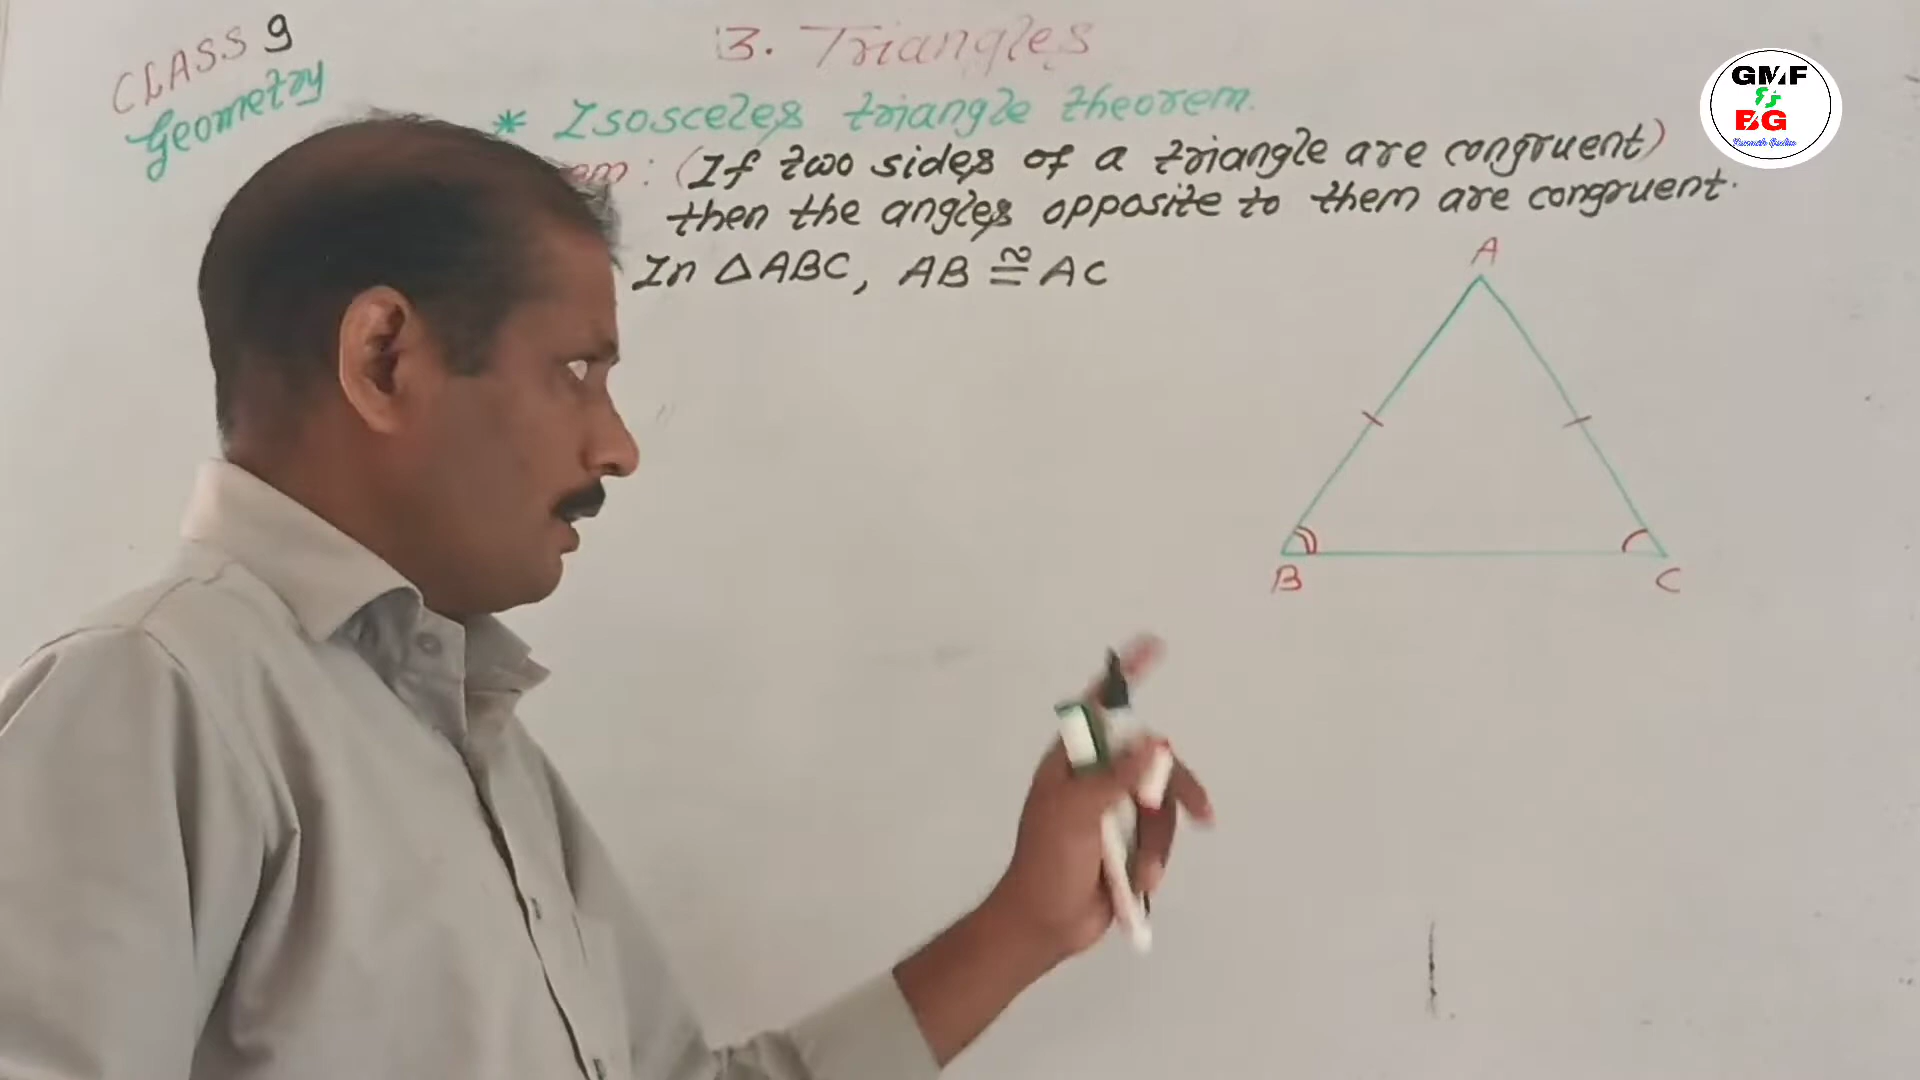 CLASS 9
Geometry
3. Triangles
* Isosceles triangle theorem.
: (If two sides of a triangle are congruent)
then the angles opposite to them are congruent.
In △ABC, AB ≅ AC
A
B
C
GMF
BG